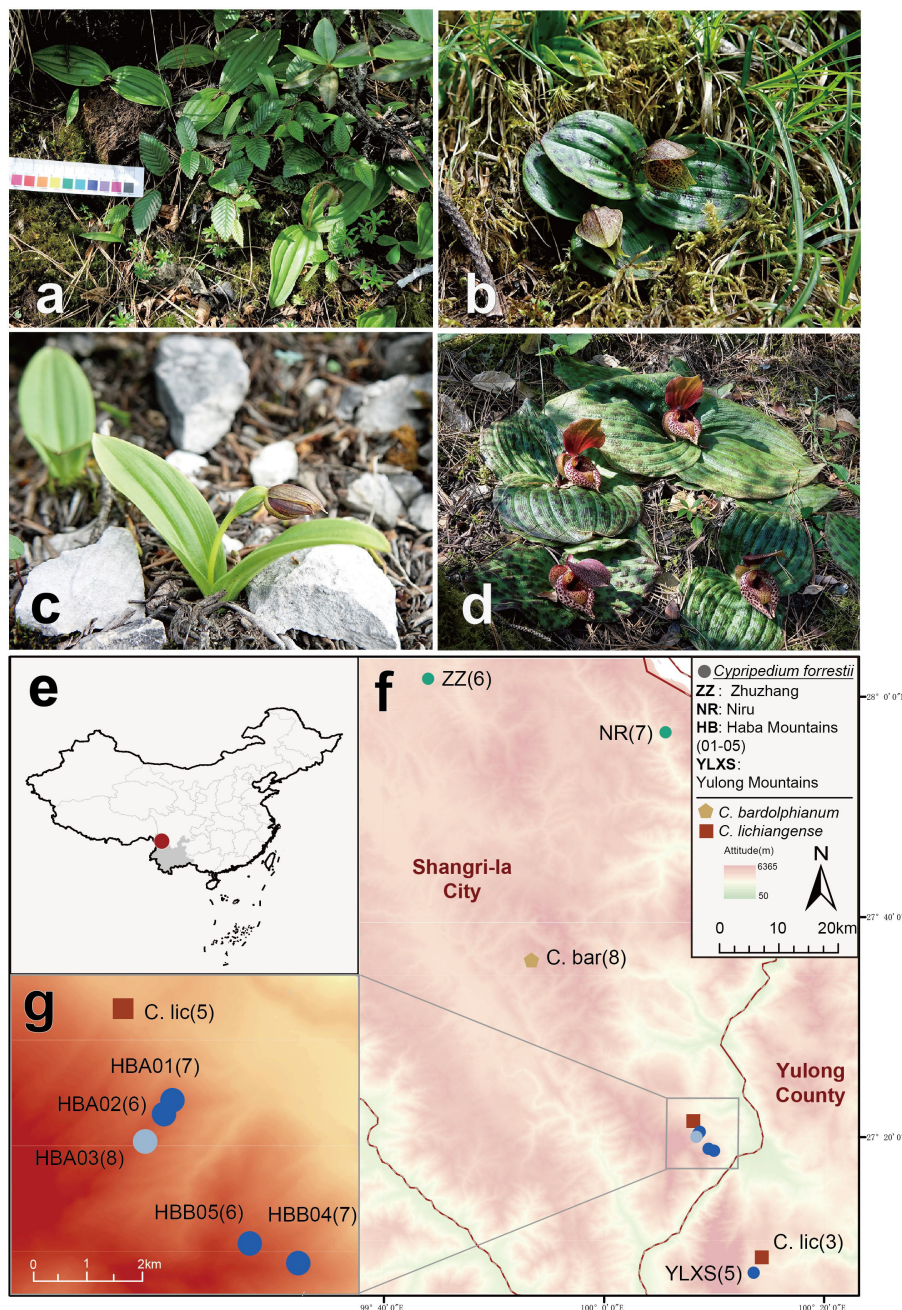 a
b
c
d
e
f
ZZ(6)
NR(7)
Shangri-la
City
C. bar(8)
Yulong
County
C. lic(3)
YLXS(5)
Cypripedium forrestii
ZZ : Zhuzhang
NR: Niru
HB: Haba Mountains
(01-05)
YLXS:
Yulong Mountains
C. bardolphianum
C. lichiangense
Attitude(m)
6365
50
N
0 10 20km
28° 0'0"N
27° 40'0"N
27° 20'0"N
99° 40'0"E
100° 0'0"E
100° 20'0"E
g
C. lic(5)
HBA01(7)
HBA02(6)
HBA03(8)
HBB05(6)
HBB04(7)
0 1 2km